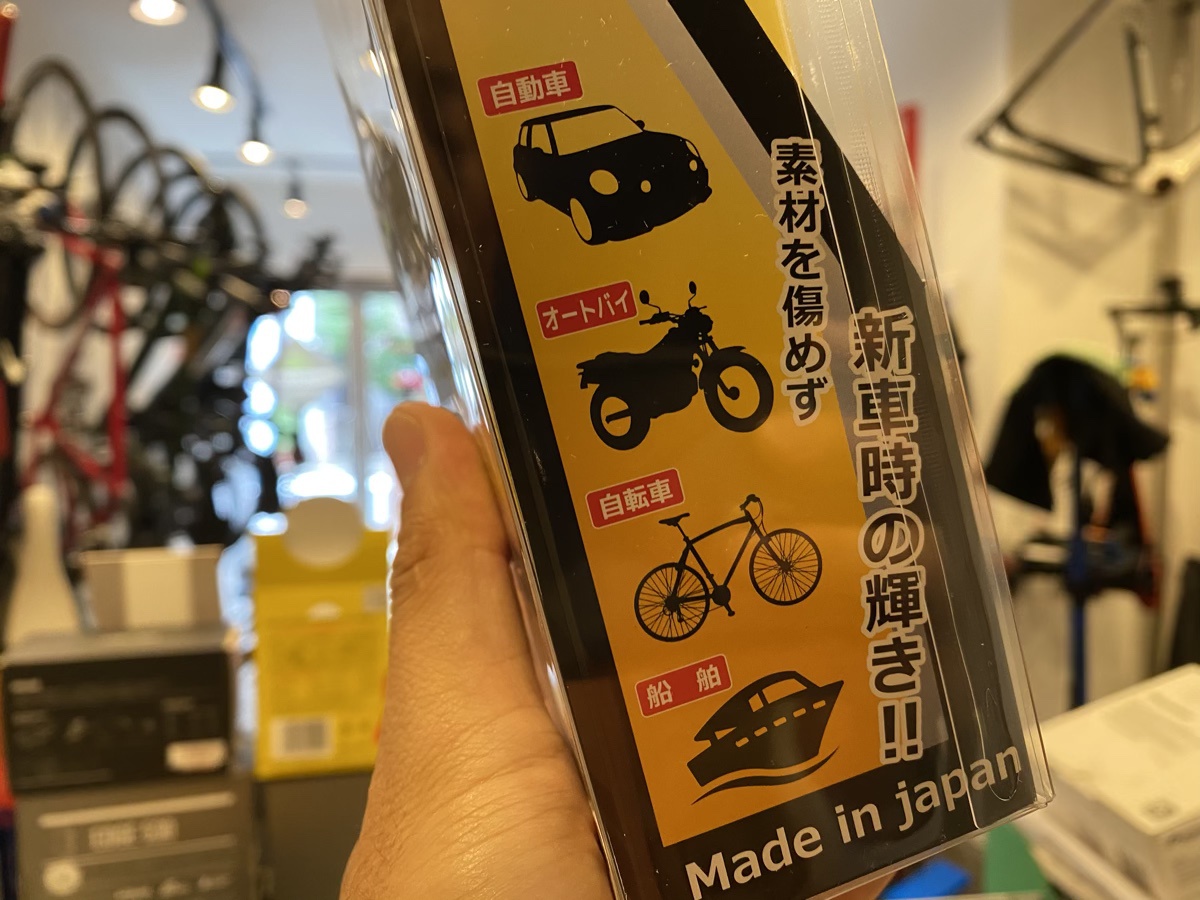 自動車
オートバイ
自転車
船舶
素材を傷めず
新車時の輝き!!
Made in japan